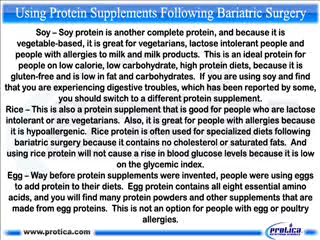 Using Protein Supplements Following Bariatric Surgery
Soy – Soy protein is another complete protein, and because it is
vegetable-based, it is great for vegetarians, lactose intolerant people and
people with allergies to milk and milk products.  This is an ideal protein for
people on low calorie, low carbohydrate, high protein diets, because it is
gluten-free and is low in fat and carbohydrates.  If you are using soy and find
that you are experiencing digestive troubles, which has been reported by some,
you should switch to a different protein supplement.
Rice – This is also a protein supplement that is good for people who are lactose
intolerant or are vegetarians.  Also, it is great for people with allergies because
it is hypoallergenic.  Rice protein is often used for specialized diets following
bariatric surgery because it contains no cholesterol or saturated fats.  And
using rice protein will not cause a rise in blood glucose levels because it is low
on the glycemic index.
Egg – Way before protein supplements were invented, people were using eggs
to add protein to their diets.  Egg protein contains all eight essential amino
acids, and you will find many protein powders and other supplements that are
made from egg proteins.  This is not an option for people with egg or poultry
allergies.
www.protica.com
protica